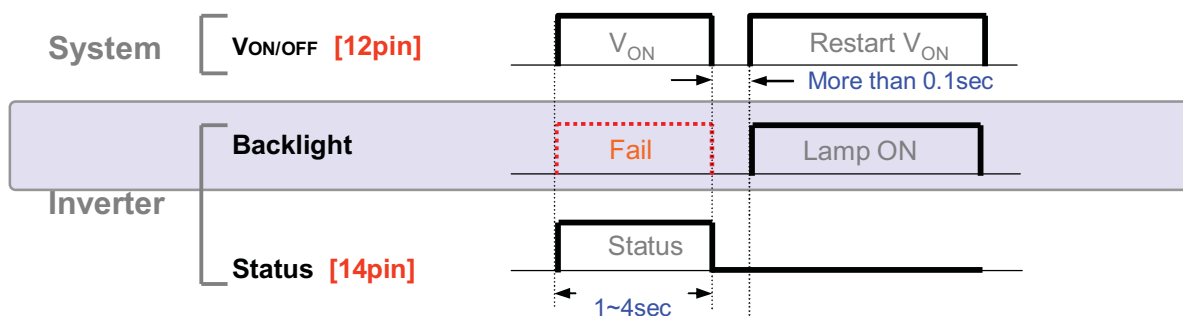 System VON/OFF [12pin] VON Restart VON
More than 0.1sec
Backlight Fail Lamp ON
Inverter
Status [14pin] Status
1~4sec